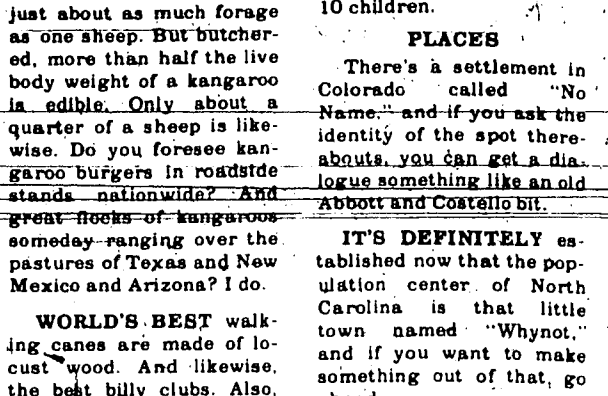 just about as much forage
as one sheep. But butcher-
ed, more than half the live
body weight of a kangaroo
is edible. Only about a
quarter of a sheep is like-
wise. Do you foresee kan-
garoo burgers in roadside
stands nationwide? And
great flocks of kangaroos
someday ranging over the
pastures of Texas and New
Mexico and Arizona? I do.
WORLD'S BEST walk-
ing canes are made of lo-
cust wood. And likewise,
the best billy clubs. Also,
10 children.
PLACES
There's a settlement in
Colorado called "No
Name," and if you ask the
identity of the spot there-
abouts, you can get a dia-
logue something like an old
Abbott and Costello bit.
IT'S DEFINITELY es-
tablished now that the pop-
ulation center of North
Carolina is that little
town named "Whynot,"
and if you want to make
something out of that, go